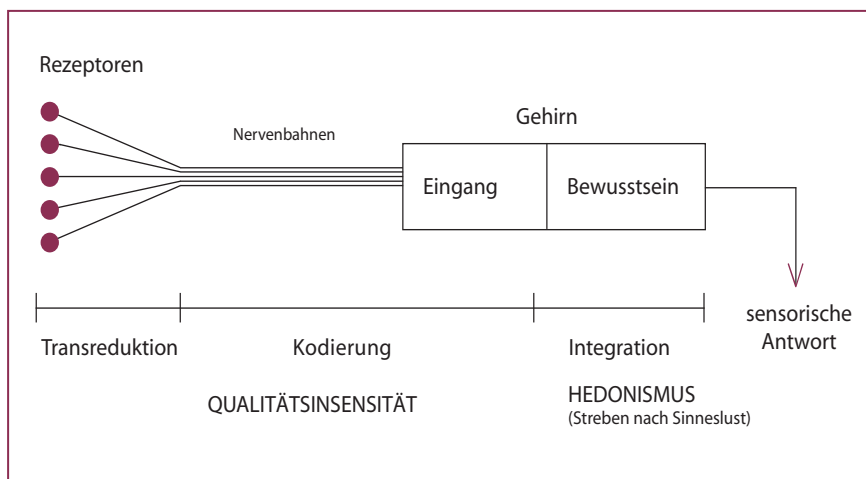 Rezeptoren
Nervenbahnen
Gehirn
Eingang
Bewusstsein
sensorische
Antwort
Transreduktion
Kodierung
Integration
QUALITÄTSINSENSITÄT
HEDONISMUS
(Streben nach Sinneslust)